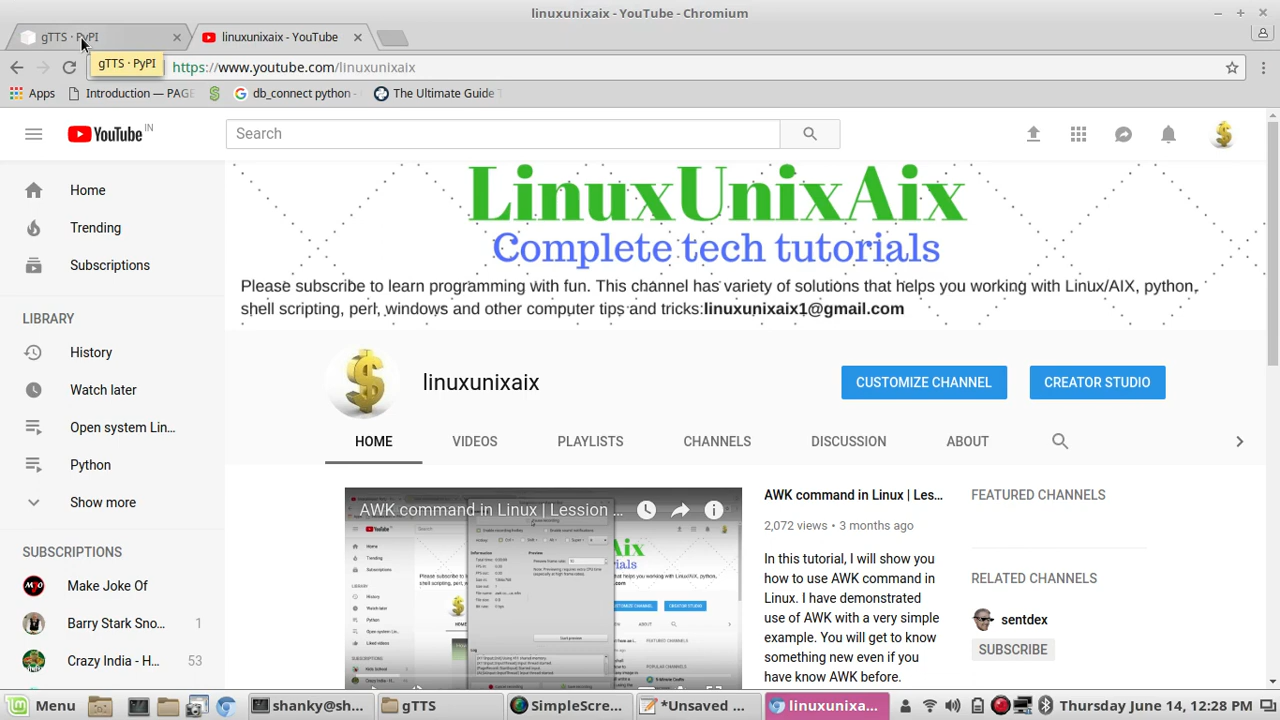 linuxunixaix - YouTube - Chromium
gTTS · PyPI
linuxunixaix - YouTube
gTTS · PyPI
https://www.youtube.com/linuxunixaix
Apps
Introduction — PAGE
db_connect python -
The Ultimate Guide T
YouTube IN
Search
Home
Trending
Subscriptions
LIBRARY
History
Watch later
Open system Lin...
Python
Show more
SUBSCRIPTIONS
Make Joke Of
Barry Stark Sno... 1
Crazy India - H... 53
LinuxUnixAix
Complete tech tutorials
Please subscribe to learn programming with fun. This channel has variety of solutions that helps you working with Linux/AIX, python,
shell scripting, perl, windows and other computer tips and tricks:linuxunixaix1@gmail.com
linuxunixaix
CUSTOMIZE CHANNEL
CREATOR STUDIO
HOME
VIDEOS
PLAYLISTS
CHANNELS
DISCUSSION
ABOUT
AWK command in Linux | Lession ...
AWK command in Linux | Les...
2,072 views • 3 months ago
In this tutorial, I will show you
how to use AWK command in
Linux. I have demonstrated
use of AWK with a very simple
example. You will get to know
something new even if you
have know AWK before.
FEATURED CHANNELS
RELATED CHANNELS
sentdex
SUBSCRIBE
Menu
shanky@sh...
gTTS
SimpleScre...
*Unsaved ...
linuxunixa...
Thursday June 14, 12:28 PM